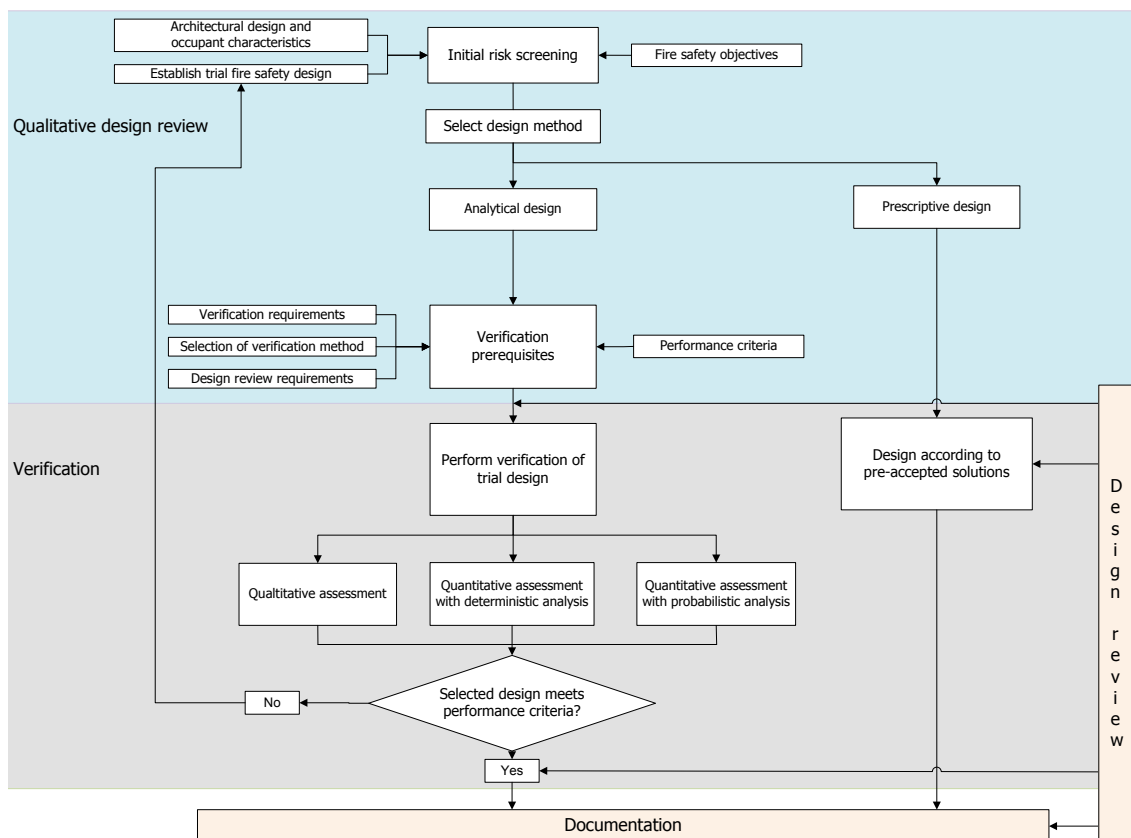 Architectural design and
occupant characteristics
Establish trial fire safety design
Initial risk screening
Fire safety objectives
Qualitative design review
Select design method
Analytical design
Prescriptive design
Verification requirements
Selection of verification method
Design review requirements
Verification
prerequisites
Performance criteria
Verification
Perform verification of
trial design
Design according to
pre-accepted solutions
Qualtitative assessment
Quantitative assessment
with deterministic analysis
Quantitative assessment
with probabilistic analysis
Selected design meets
performance criteria?
No
Yes
Design review
Documentation